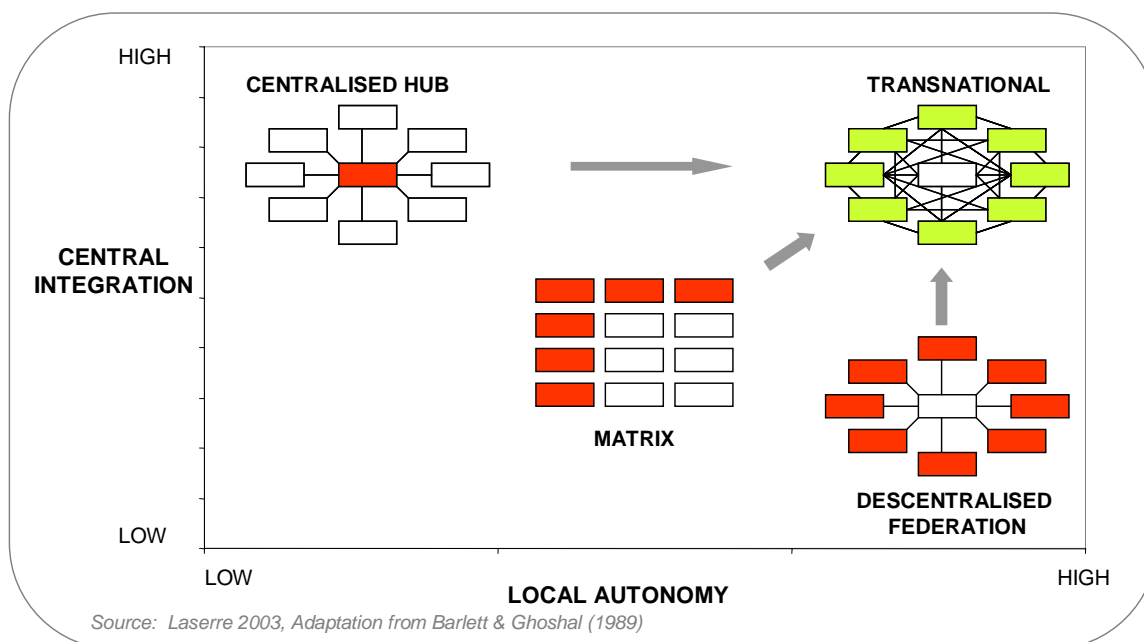 HIGH
CENTRALISED HUB
TRANSNATIONAL
CENTRAL
INTEGRATION
MATRIX
DESCENTRALISED
FEDERATION
LOW
LOW
HIGH
LOCAL AUTONOMY
Source: Laserre 2003, Adaptation from Barlett & Ghoshal (1989)